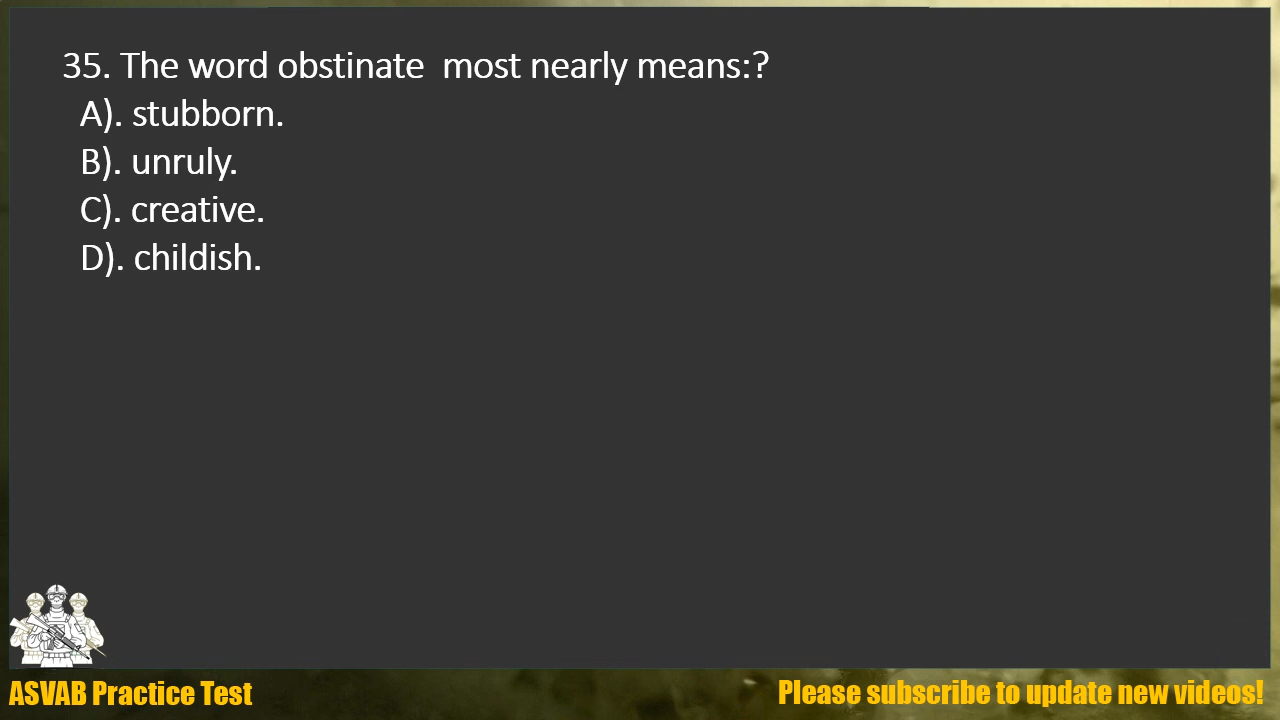 35. The word obstinate  most nearly means:?
A). stubborn.
B). unruly.
C). creative.
D). childish.
ASVAB Practice Test
Please subscribe to update new videos!